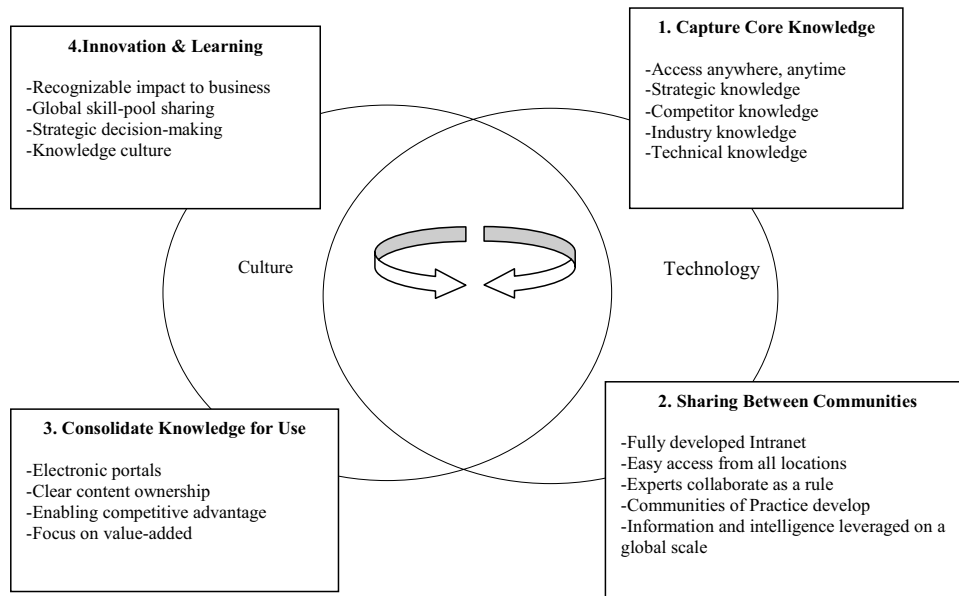 4.Innovation & Learning
-Recognizable impact to business
-Global skill-pool sharing
-Strategic decision-making
-Knowledge culture
1. Capture Core Knowledge
-Access anywhere, anytime
-Strategic knowledge
-Competitor knowledge
-Industry knowledge
-Technical knowledge
Culture
Technology
3. Consolidate Knowledge for Use
-Electronic portals
-Clear content ownership
-Enabling competitive advantage
-Focus on value-added
2. Sharing Between Communities
-Fully developed Intranet
-Easy access from all locations
-Experts collaborate as a rule
-Communities of Practice develop
-Information and intelligence leveraged on a
global scale